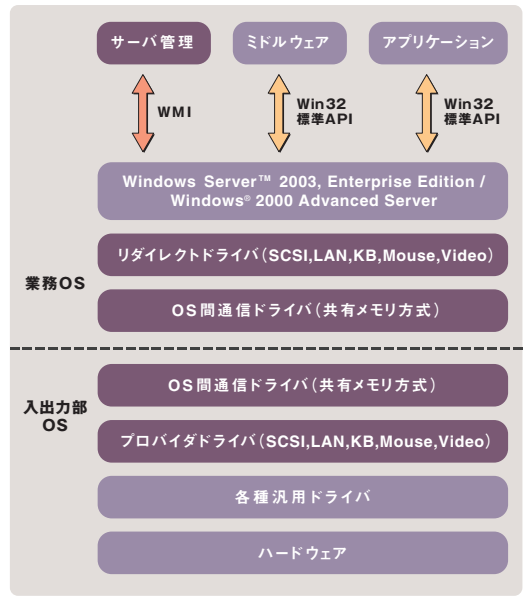 サーバ管理
ミドルウェア
アプリケーション
WMI
Win32
標準API
Win32
標準API
Windows Server™ 2003, Enterprise Edition /
Windows® 2000 Advanced Server
リダイレクトドライバ(SCSI,LAN,KB,Mouse,Video)
業務OS
OS間通信ドライバ(共有メモリ方式)
OS間通信ドライバ(共有メモリ方式)
入出力部
OS
プロバイダドライバ(SCSI,LAN,KB,Mouse,Video)
各種汎用ドライバ
ハードウェア